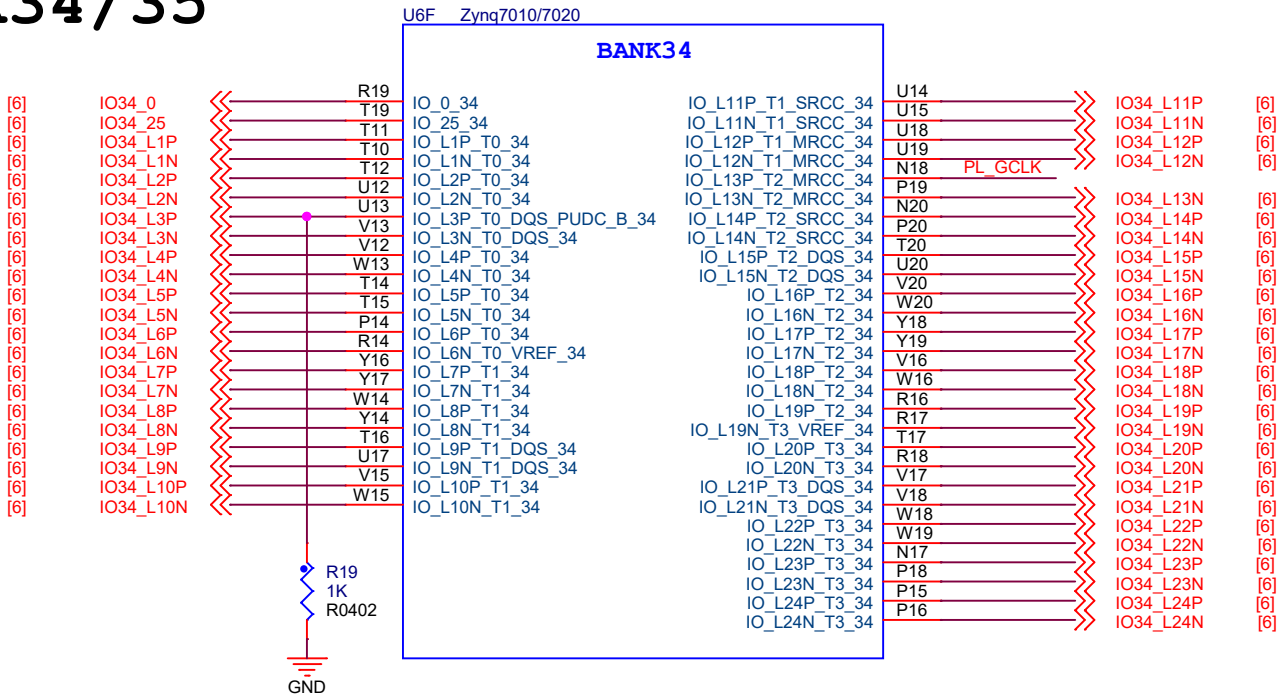 34/35
U6F Zynq7010/7020
BANK34
[6] IO34_0 R19 IO_0_34 IO_L11P_T1_SRCC_34 U14 IO34_L11P [6]
[6] IO34_25 T19 IO_25_34 IO_L11N_T1_SRCC_34 U15 IO34_L11N [6]
[6] IO34_L1P T11 IO_L1P_T0_34 IO_L12P_T1_MRCC_34 U18 IO34_L12P [6]
[6] IO34_L1N T10 IO_L1N_T0_34 IO_L12N_T1_MRCC_34 U19 IO34_L12N [6]
[6] IO34_L2P T12 IO_L2P_T0_34 IO_L13P_T2_MRCC_34 N18 PL_GCLK
[6] IO34_L2N U12 IO_L2N_T0_34 IO_L13N_T2_MRCC_34 P19 IO34_L13N [6]
[6] IO34_L3P U13 IO_L3P_T0_DQS_PUDC_B_34 IO_L14P_T2_SRCC_34 N20 IO34_L14P [6]
[6] IO34_L3N V13 IO_L3N_T0_DQS_34 IO_L14N_T2_SRCC_34 P20 IO34_L14N [6]
[6] IO34_L4P V12 IO_L4P_T0_34 IO_L15P_T2_DQS_34 T20 IO34_L15P [6]
[6] IO34_L4N W13 IO_L4N_T0_34 IO_L15N_T2_DQS_34 U20 IO34_L15N [6]
[6] IO34_L5P T14 IO_L5P_T0_34 IO_L16P_T2_34 V20 IO34_L16P [6]
[6] IO34_L5N T15 IO_L5N_T0_34 IO_L16N_T2_34 W20 IO34_L16N [6]
[6] IO34_L6P P14 IO_L6P_T0_34 IO_L17P_T2_34 Y18 IO34_L17P [6]
[6] IO34_L6N R14 IO_L6N_T0_VREF_34 IO_L17N_T2_34 Y19 IO34_L17N [6]
[6] IO34_L7P Y16 IO_L7P_T1_34 IO_L18P_T2_34 V16 IO34_L18P [6]
[6] IO34_L7N Y17 IO_L7N_T1_34 IO_L18N_T2_34 W16 IO34_L18N [6]
[6] IO34_L8P W14 IO_L8P_T1_34 IO_L19P_T2_34 R16 IO34_L19P [6]
[6] IO34_L8N Y14 IO_L8N_T1_34 IO_L19N_T3_VREF_34 R17 IO34_L19N [6]
[6] IO34_L9P T16 IO_L9P_T1_DQS_34 IO_L20P_T3_34 T17 IO34_L20P [6]
[6] IO34_L9N U17 IO_L9N_T1_DQS_34 IO_L20N_T3_34 R18 IO34_L20N [6]
[6] IO34_L10P V15 IO_L10P_T1_34 IO_L21P_T3_DQS_34 V17 IO34_L21P [6]
[6] IO34_L10N W15 IO_L10N_T1_34 IO_L21N_T3_DQS_34 V18 IO34_L21N [6]
IO_L22P_T3_34 W18 IO34_L22P [6]
IO_L22N_T3_34 W19 IO34_L22N [6]
IO_L23P_T3_34 N17 IO34_L23P [6]
IO_L23N_T3_34 P18 IO34_L23N [6]
IO_L24P_T3_34 P15 IO34_L24P [6]
IO_L24N_T3_34 P16 IO34_L24N [6]
R19
1K
R0402
GND